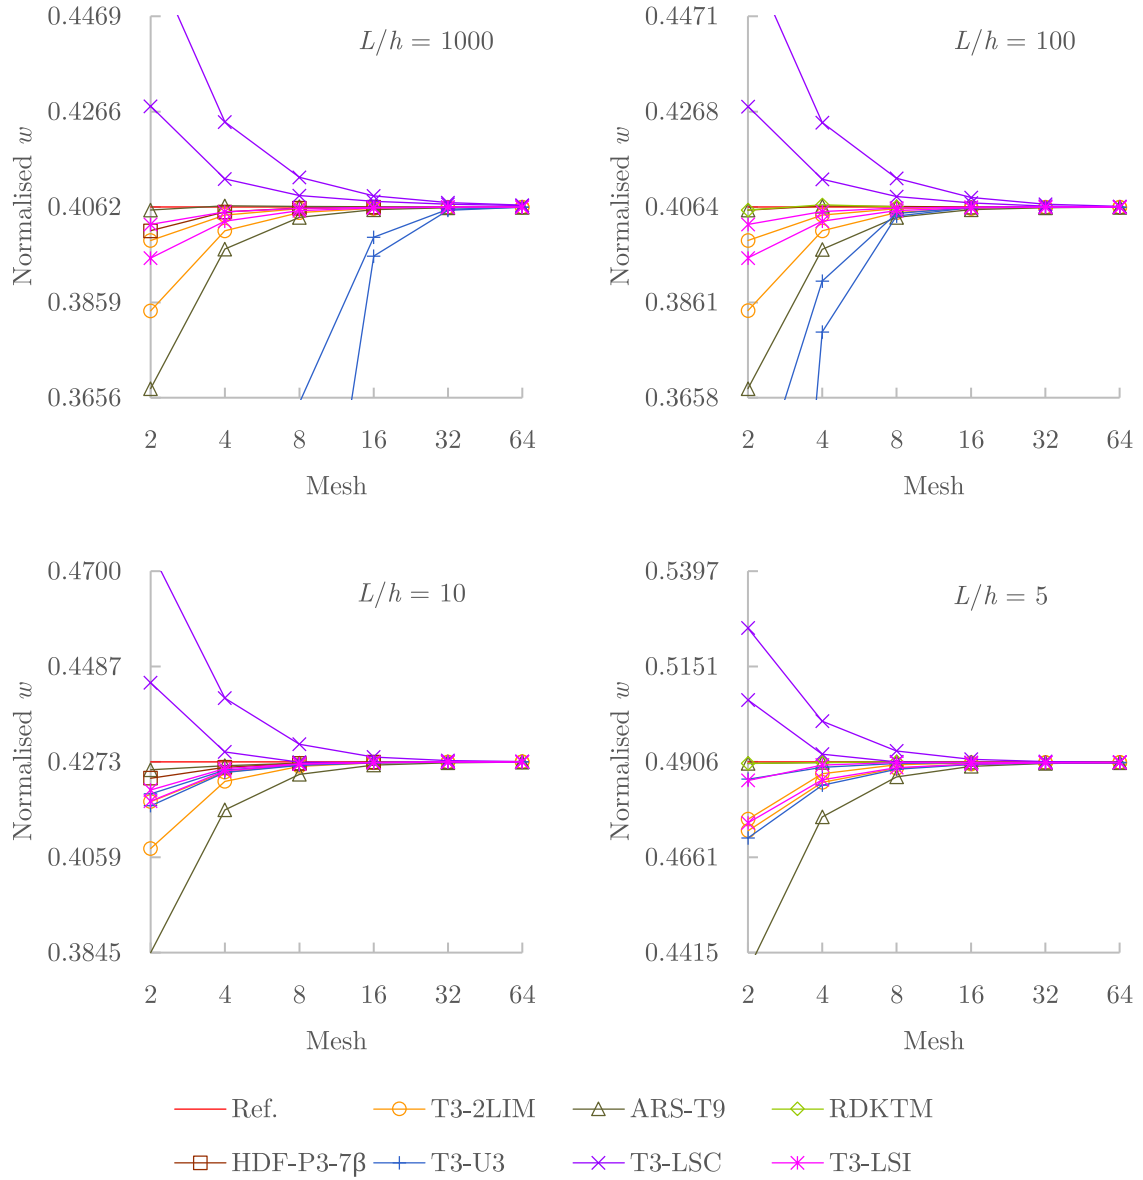 0.4469
0.4266
0.4062
0.3859
0.3656
Normalised w
L/h = 1000
2 4 8 16 32 64
Mesh
0.4471
0.4268
0.4064
0.3861
0.3658
Normalised w
L/h = 100
2 4 8 16 32 64
Mesh
0.4700
0.4487
0.4273
0.4059
0.3845
Normalised w
L/h = 10
2 4 8 16 32 64
Mesh
0.5397
0.5151
0.4906
0.4661
0.4415
Normalised w
L/h = 5
2 4 8 16 32 64
Mesh
Ref. T3-2LIM ARS-T9 RDKTM
HDF-P3-7β T3-U3 T3-LSC T3-LSI